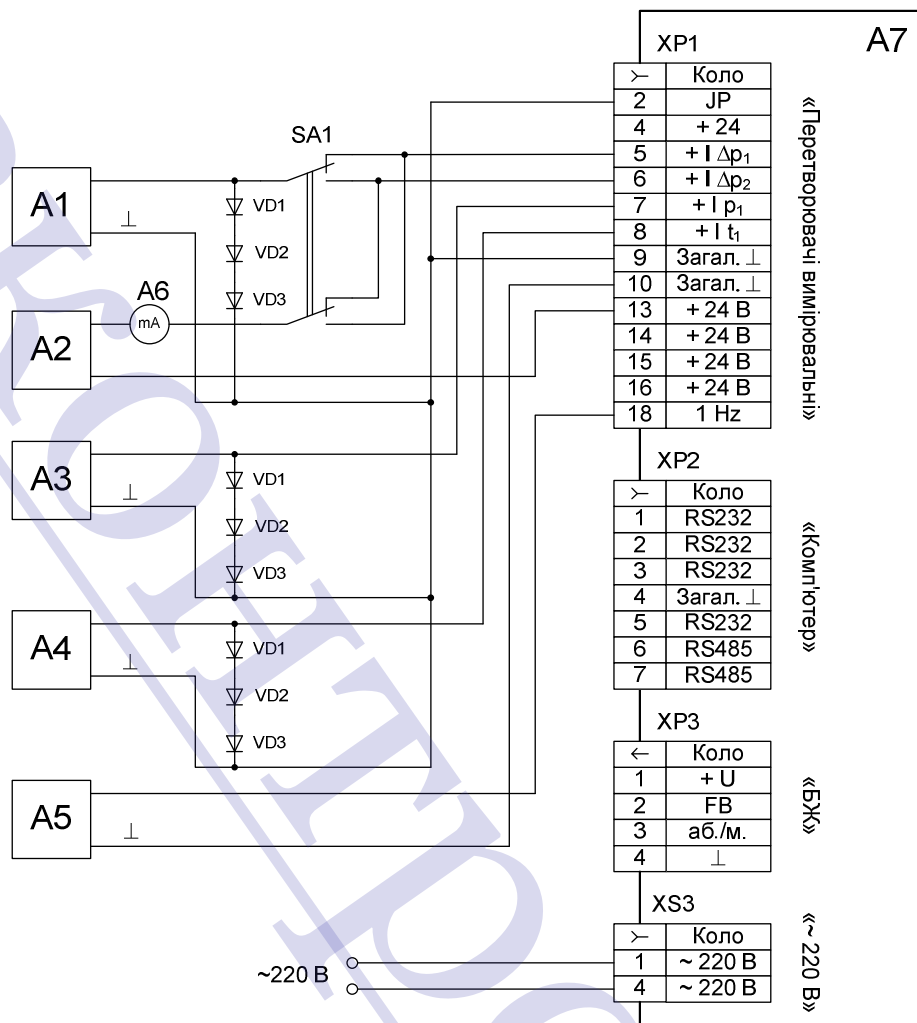 A7
XP1
Коло
2 JP
4 + 24
5 + I Δp₁
6 + I Δp₂
7 + I p₁
8 + I t₁
9 Загал. ⊥
10 Загал. ⊥
13 + 24 В
14 + 24 В
15 + 24 В
16 + 24 В
18 1 Hz
«Перетворювачі вимірювальні»
SA1
A1
⊥
VD1
VD2
VD3
A6
mA
A2
A3
⊥
VD1
VD2
VD3
A4
⊥
VD1
VD2
VD3
A5
⊥
XP2
Коло
1 RS232
2 RS232
3 RS232
4 Загал. ⊥
5 RS232
6 RS485
7 RS485
«Комп'ютер»
XP3
Коло
1 + U
2 FB
3 аб./м.
4 ⊥
«БЖ»
XS3
Коло
1 ~ 220 В
4 ~ 220 В
«~ 220 В»
~220 В